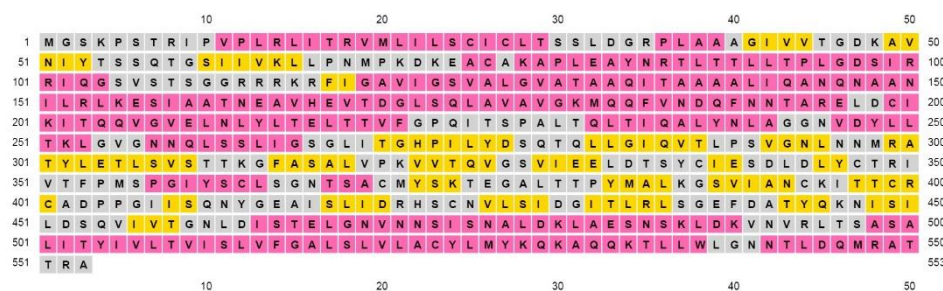 10 20 30 40 50
1 M G S K P S T R I P V P L R L I T R V M L I L S C I C L T S S L D G R P L A A A G I V V T G D K A V 50
51 N I Y T S S Q T G S I I V K L L P N M P K D K E A C A K A P L E A Y N R T L T T L L T P L G D S I R 100
101 R I Q G S V S T S G G R R R K R F I G A V I G S V A L G V A T A A Q I T A A A A L I Q A N Q N A A N 150
151 I L R L K E S I A A T N E A V H E V T D G L S Q L A V A V G K M Q Q F V N D Q F N N T A R E L D C I 200
201 K I T Q Q V G V E L N L Y L T E L T T V F G P Q I T S P A L T Q L T I Q A L Y N L A G G N V D Y L L 250
251 T K L G V G N N Q L S S L I G S G L I T G H P I L Y D S Q T Q L L G I Q V T L P S V G N L N N M R A 300
301 T Y L E T L S V S T T K G F A S A L V P K V V T Q V G S V I E E L D T S Y C I E S D L D L Y C T R I 350
351 V T F P M S P G I Y S C L S G N T S A C M Y S K T E G A L T T P Y M A L K G S V I A N C K I T T C R 400
401 C A D P P G I I S Q N Y G E A I S L I D R H S C N V L S I D G I T L R L S G E F D A T Y Q K N I S I 450
451 L D S Q V I V T G N L D I S T E L G N V N N S I S N A L D K L A E S N S K L D K V N V R L T S A S A 500
501 L I T Y I V L T V I S L V F G A L S L V L A C Y L M Y K Q K A Q Q K T L L W L G N N T L D Q M R A T 550
551 T R A 553
10 20 30 40 50